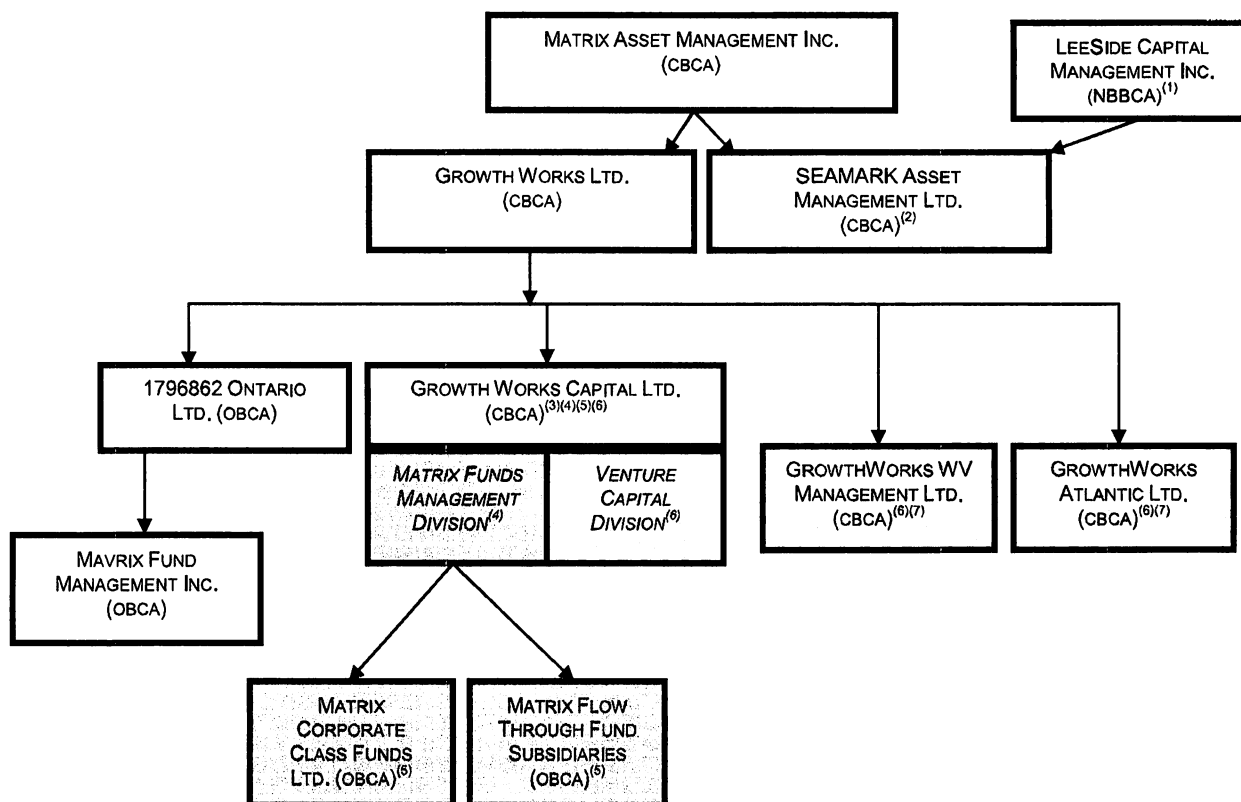 MATRIX ASSET MANAGEMENT INC.
(CBCA)
LEESIDE CAPITAL
MANAGEMENT INC.
(NBBCA)(1)
GROWTH WORKS LTD.
(CBCA)
SEAMARK ASSET
MANAGEMENT LTD.
(CBCA)(2)
1796862 ONTARIO
LTD. (OBCA)
GROWTH WORKS CAPITAL LTD.
(CBCA)(3)(4)(5)(6)
MATRIX FUNDS
MANAGEMENT
DIVISION(4)
VENTURE
CAPITAL
DIVISION(6)
GROWTHWORKS WV
MANAGEMENT LTD.
(CBCA)(6)(7)
GROWTHWORKS
ATLANTIC LTD.
(CBCA)(6)(7)
MAVRIX FUND
MANAGEMENT INC.
(OBCA)
MATRIX
CORPORATE
CLASS FUNDS
LTD. (OBCA)(5)
MATRIX FLOW
THROUGH FUND
SUBSIDIARIES
(OBCA)(5)